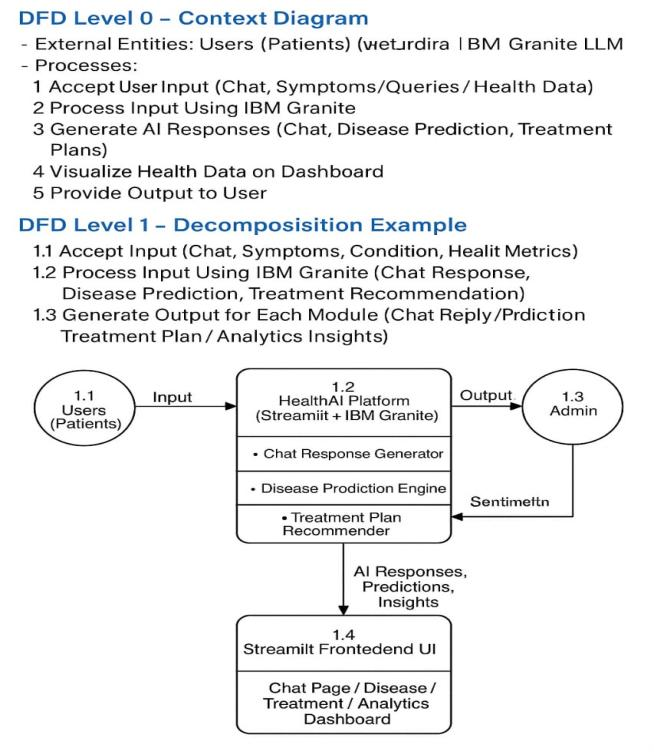 DFD Level 0 – Context Diagram
- External Entities: Users (Patients) ( | BM Granite LLM
- Processes:
1 Accept User Input (Chat, Symptoms/Queries / Health Data)
2 Process Input Using IBM Granite
3 Generate AI Responses (Chat, Disease Prediction, Treatment
Plans)
4 Visualize Health Data on Dashboard
5 Provide Output to User
DFD Level 1 – Decomposisition Example
1.1 Accept Input (Chat, Symptoms, Condition, Healit Metrics)
1.2 Process Input Using IBM Granite (Chat Response,
Disease Prediction, Treatment Recommendation)
1.3 Generate Output for Each Module (Chat Reply/Prdiction
Treatment Plan / Analytics Insights)
1.1
Users
(Patients)
Input
1.2
HealthAI Platform
(Streamiit + IBM Granite)
• Chat Response Generator
• Disease Prodiction Engine
• Treatment Plan
Recommender
Output
1.3
Admin
Sentimeltn
AI Responses,
Predictions,
Insights
1.4
Streamilt Frontedend UI
Chat Page / Disease /
Treatment / Analytics
Dashboard